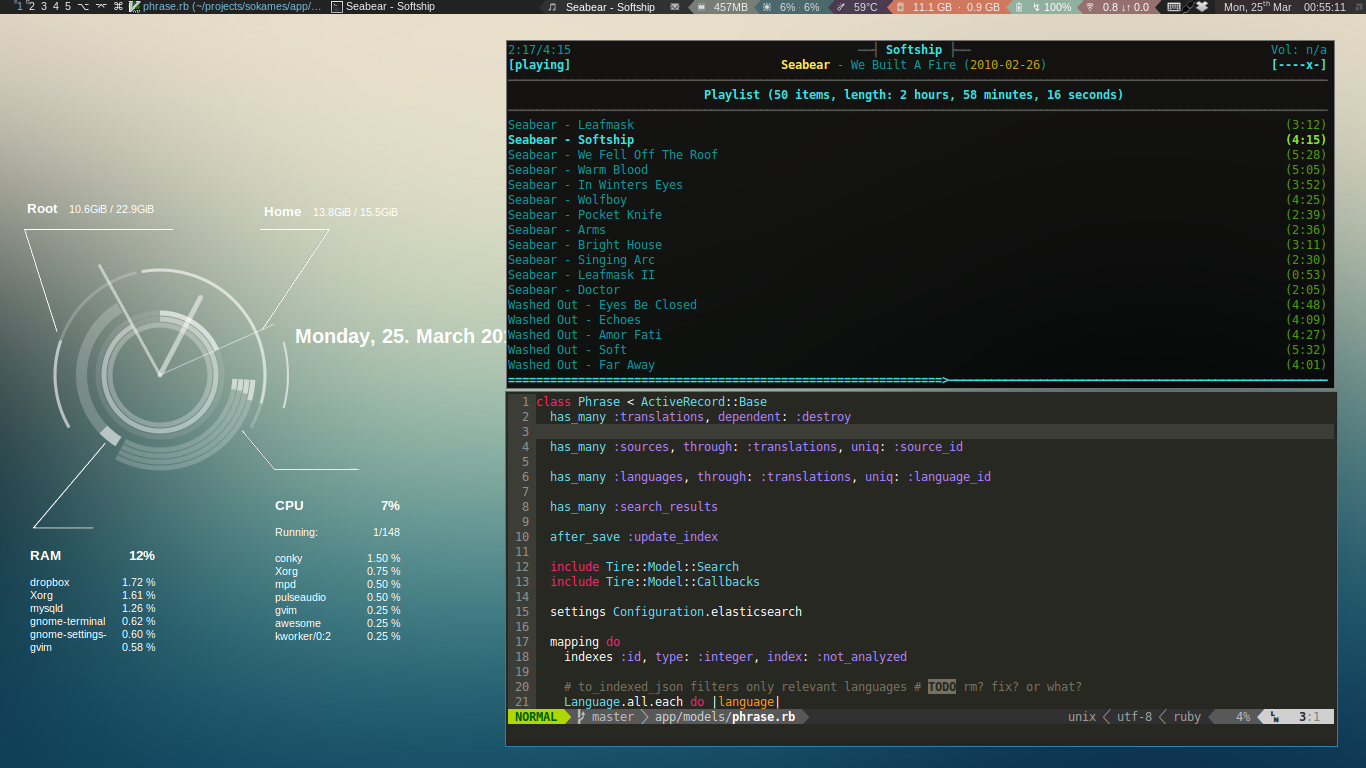 1 2 3 4 5 phrase.rb (~/projects/sokames/app/... Seabear - Softship Seabear - Softship 457MB 6% · 6% 59°C 11.1 GB · 0.9 GB 100% 0.8 ↓↑ 0.0 Mon, 25th Mar 00:55:11
2:17/4:15 Softship Vol: n/a
[playing] Seabear - We Built A Fire (2010-02-26) [----x-]
Playlist (50 items, length: 2 hours, 58 minutes, 16 seconds)
Seabear - Leafmask (3:12)
Seabear - Softship (4:15)
Seabear - We Fell Off The Roof (5:28)
Seabear - Warm Blood (5:05)
Seabear - In Winters Eyes (3:52)
Seabear - Wolfboy (4:25)
Seabear - Pocket Knife (2:39)
Seabear - Arms (2:36)
Seabear - Bright House (3:11)
Seabear - Singing Arc (2:30)
Seabear - Leafmask II (0:53)
Seabear - Doctor (2:05)
Washed Out - Eyes Be Closed (4:48)
Washed Out - Echoes (4:09)
Washed Out - Amor Fati (4:27)
Washed Out - Soft (5:32)
Washed Out - Far Away (4:01)
Root 10.6GiB / 22.9GiB
Home 13.8GiB / 15.5GiB
Monday, 25. March 20
RAM 12%
dropbox 1.72 %
Xorg 1.61 %
mysqld 1.26 %
gnome-terminal 0.62 %
gnome-settings- 0.60 %
gvim 0.58 %
CPU 7%
Running: 1/148
conky 1.50 %
Xorg 0.75 %
mpd 0.50 %
pulseaudio 0.50 %
gvim 0.25 %
awesome 0.25 %
kworker/0:2 0.25 %
1 class Phrase < ActiveRecord::Base
2 has_many :translations, dependent: :destroy
3
4 has_many :sources, through: :translations, uniq: :source_id
5
6 has_many :languages, through: :translations, uniq: :language_id
7
8 has_many :search_results
9
10 after_save :update_index
11
12 include Tire::Model::Search
13 include Tire::Model::Callbacks
14
15 settings Configuration.elasticsearch
16
17 mapping do
18 indexes :id, type: :integer, index: :not_analyzed
19
20 # to_indexed_json filters only relevant languages # TODO rm? fix? or what?
21 Language.all.each do |language|
NORMAL master app/models/phrase.rb unix utf-8 ruby 4% LN 3:1